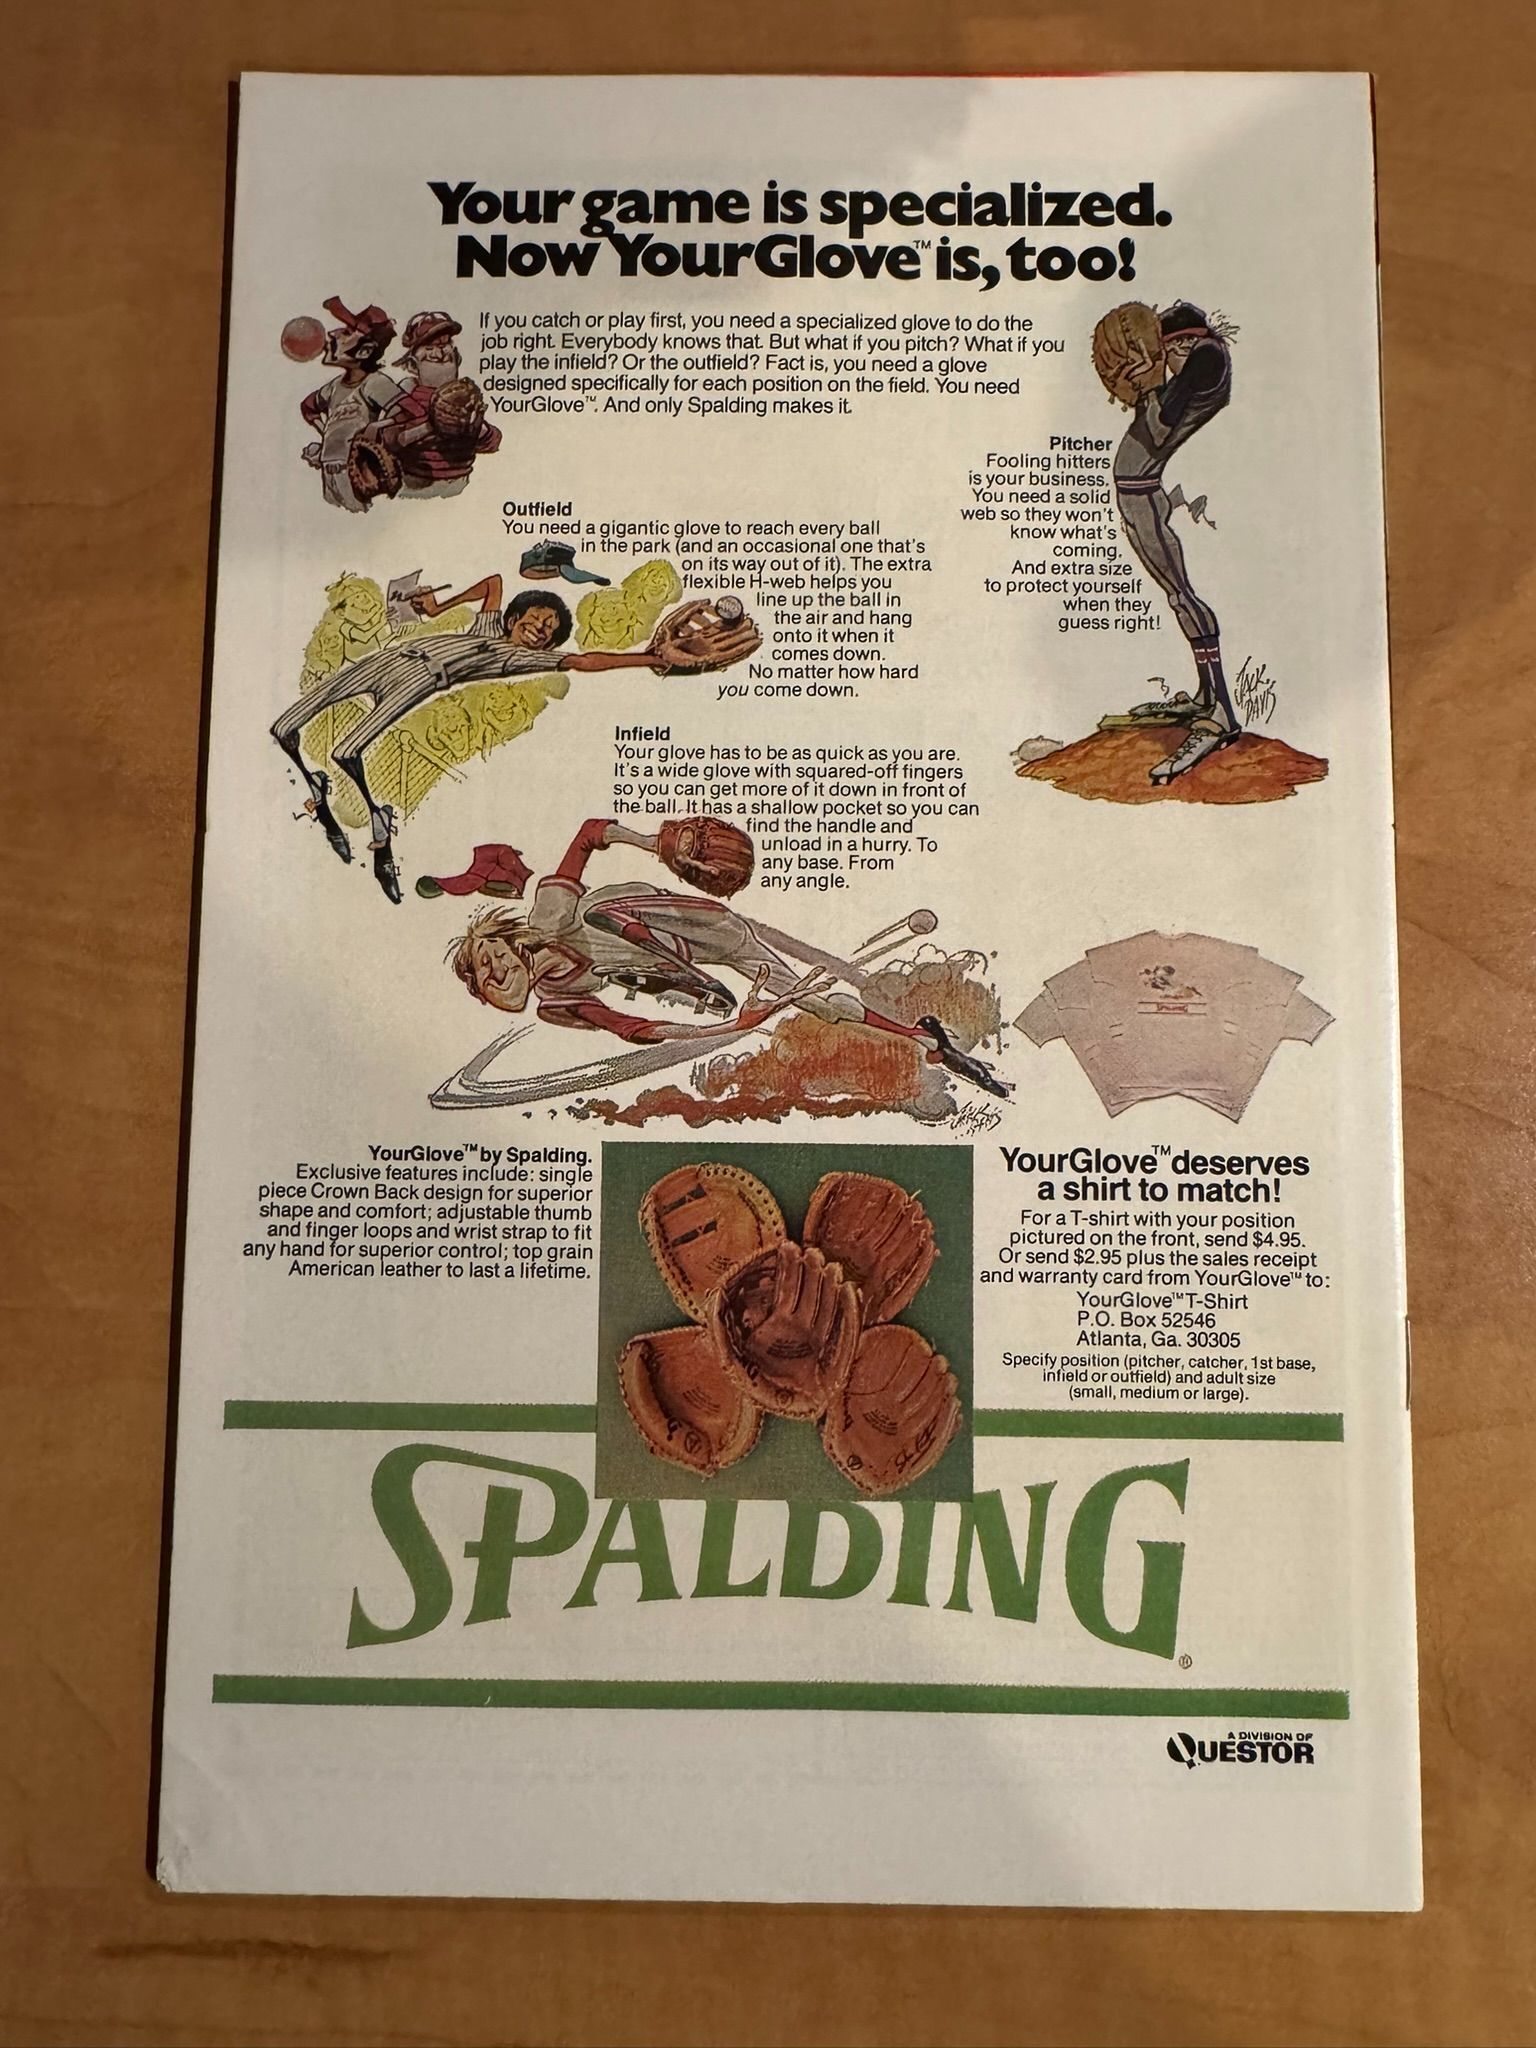 Your game is specialized.
Now YourGlove™ is, too!
If you catch or play first, you need a specialized glove to do the
job right. Everybody knows that. But what if you pitch? What if you
play the infield? Or the outfield? Fact is, you need a glove
designed specifically for each position on the field. You need
YourGlove™. And only Spalding makes it.
Pitcher
Fooling hitters
is your business.
You need a solid
web so they won't
know what's
coming.
And extra size
to protect yourself
when they
guess right!
JACK
DAVIS
Outfield
You need a gigantic glove to reach every ball
in the park (and an occasional one that's
on its way out of it). The extra
flexible H-web helps you
line up the ball in
the air and hang
onto it when it
comes down.
No matter how hard
you come down.
Infield
Your glove has to be as quick as you are.
It's a wide glove with squared-off fingers
so you can get more of it down in front of
the ball. It has a shallow pocket so you can
find the handle and
unload in a hurry. To
any base. From
any angle.
JACK
DAVIS
SPALDING
YourGlove™ by Spalding.
Exclusive features include: single
piece Crown Back design for superior
shape and comfort; adjustable thumb
and finger loops and wrist strap to fit
any hand for superior control; top grain
American leather to last a lifetime.
YourGlove™ deserves
a shirt to match!
For a T-shirt with your position
pictured on the front, send $4.95.
Or send $2.95 plus the sales receipt
and warranty card from YourGlove™ to:
YourGlove™ T-Shirt
P.O. Box 52546
Atlanta, Ga. 30305
Specify position (pitcher, catcher, 1st base,
infield or outfield) and adult size
(small, medium or large).
SPALDING®
A DIVISION OF
QUESTOR